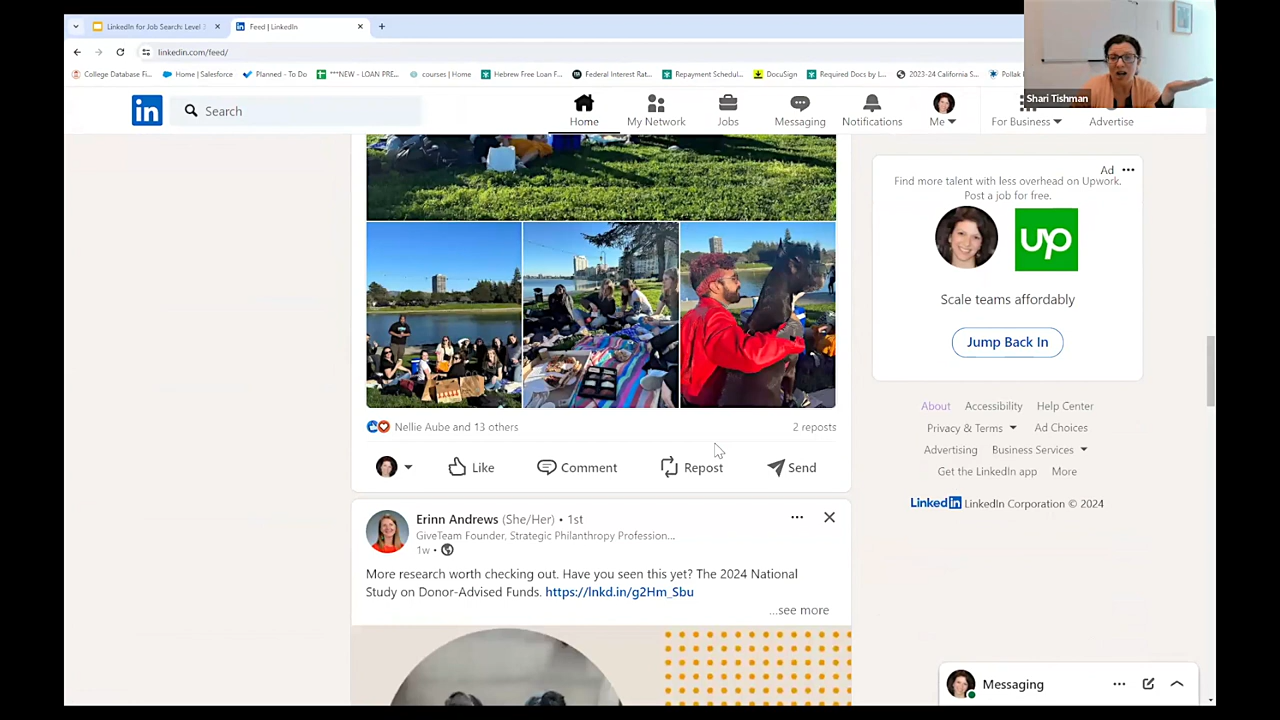 LinkedIn for Job Search: Level
Feed | LinkedIn
linkedin.com/feed/
College Database Fi...
Home | Salesforce
Planned - To Do
***NEW - LOAN PRE...
courses | Home
Hebrew Free Loan F...
Federal Interest Rat...
Repayment Schedul...
DocuSign
Required Docs by L...
2023-24 California S...
Pollak
Shari Tishman
in
Search
Home
My Network
Jobs
Messaging
Notifications
Me
For Business
Advertise
Ad
Find more talent with less overhead on Upwork.
Post a job for free.
up
Scale teams affordably
Jump Back In
About Accessibility Help Center
Privacy & Terms Ad Choices
Advertising Business Services
Get the LinkedIn app More
LinkedIn LinkedIn Corporation © 2024
Nellie Aube and 13 others
2 reposts
Like
Comment
Repost
Send
Erinn Andrews (She/Her) • 1st
GiveTeam Founder, Strategic Philanthropy Profession...
1w •
More research worth checking out. Have you seen this yet? The 2024 National
Study on Donor-Advised Funds. https://lnkd.in/g2Hm_Sbu
...see more
Messaging